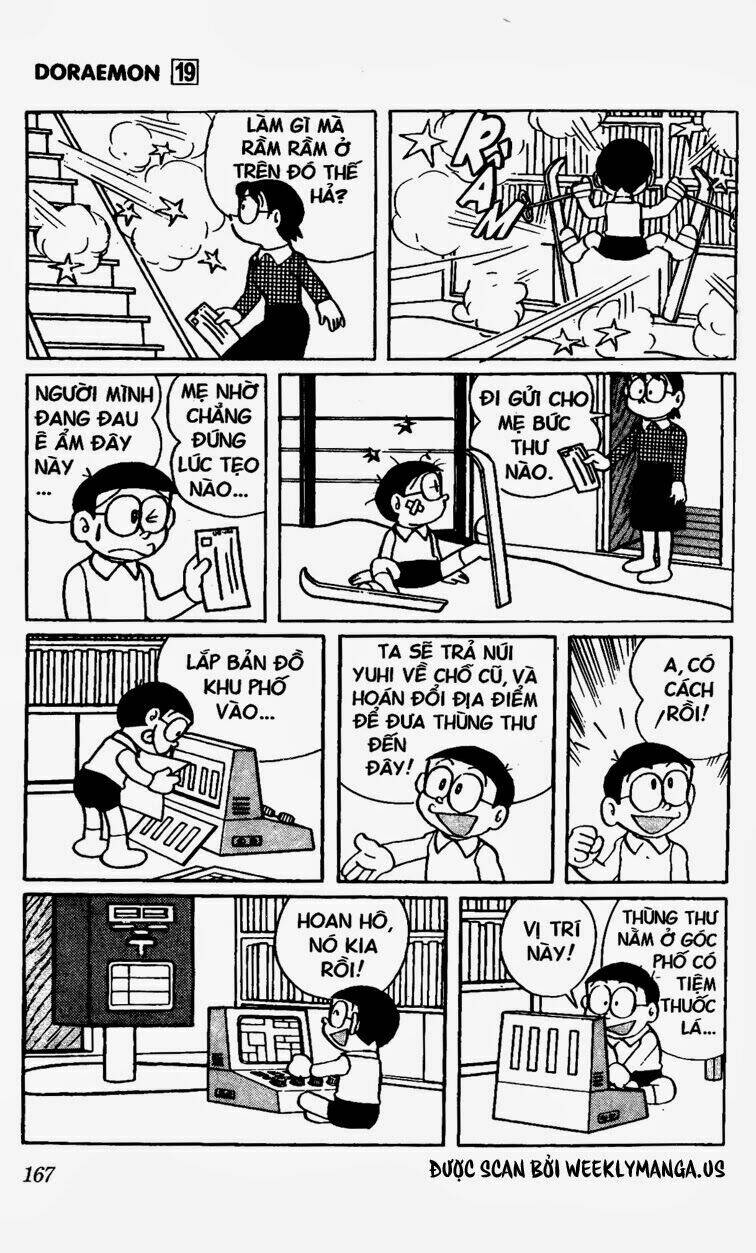 DORAEMON 19
RẦM
LÀM GÌ MÀ
RẦM RẦM Ở
TRÊN ĐÓ THẾ
HẢ?
ĐI GỬI CHO
MẸ BỨC
THƯ
NÀO.
MẸ NHỜ
CHẲNG
ĐÚNG
LÚC TẸO
NÀO...
NGƯỜI MÌNH
ĐANG ĐAU
Ê ẨM ĐÂY
NÀY
...
A, CÓ
CÁCH
RỒI!
TA SẼ TRẢ NÚI
YUHI VỀ CHỖ CŨ, VÀ
HOÁN ĐỔI ĐỊA ĐIỂM
ĐỂ ĐƯA THÙNG THƯ
ĐẾN
ĐÂY!
LẮP BẢN ĐỒ
KHU PHỐ
VÀO...
THÙNG THƯ
NẰM Ở GÓC
PHỐ CÓ
TIỆM
THUỐC
LÁ...
VỊ TRÍ
NÀY!
HOAN HÔ,
NÓ KIA
RỒI!
167
ĐƯỢC SCAN BỞI WEEKLYMANGA.US